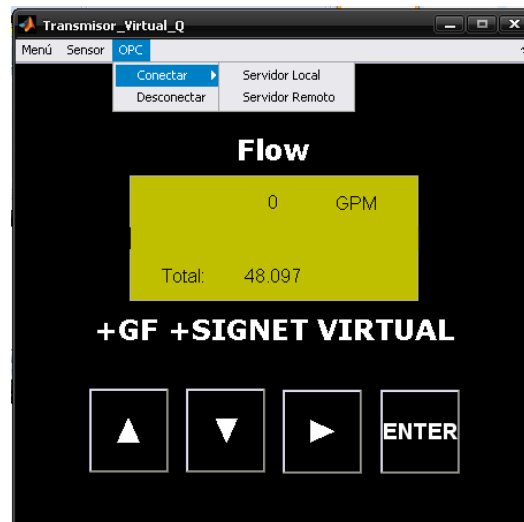 Transmisor_Virtual_Q
Menú Sensor OPC
Conectar Servidor Local
Desconectar Servidor Remoto
Flow
0 GPM
Total: 48.097
+GF +SIGNET VIRTUAL
ENTER